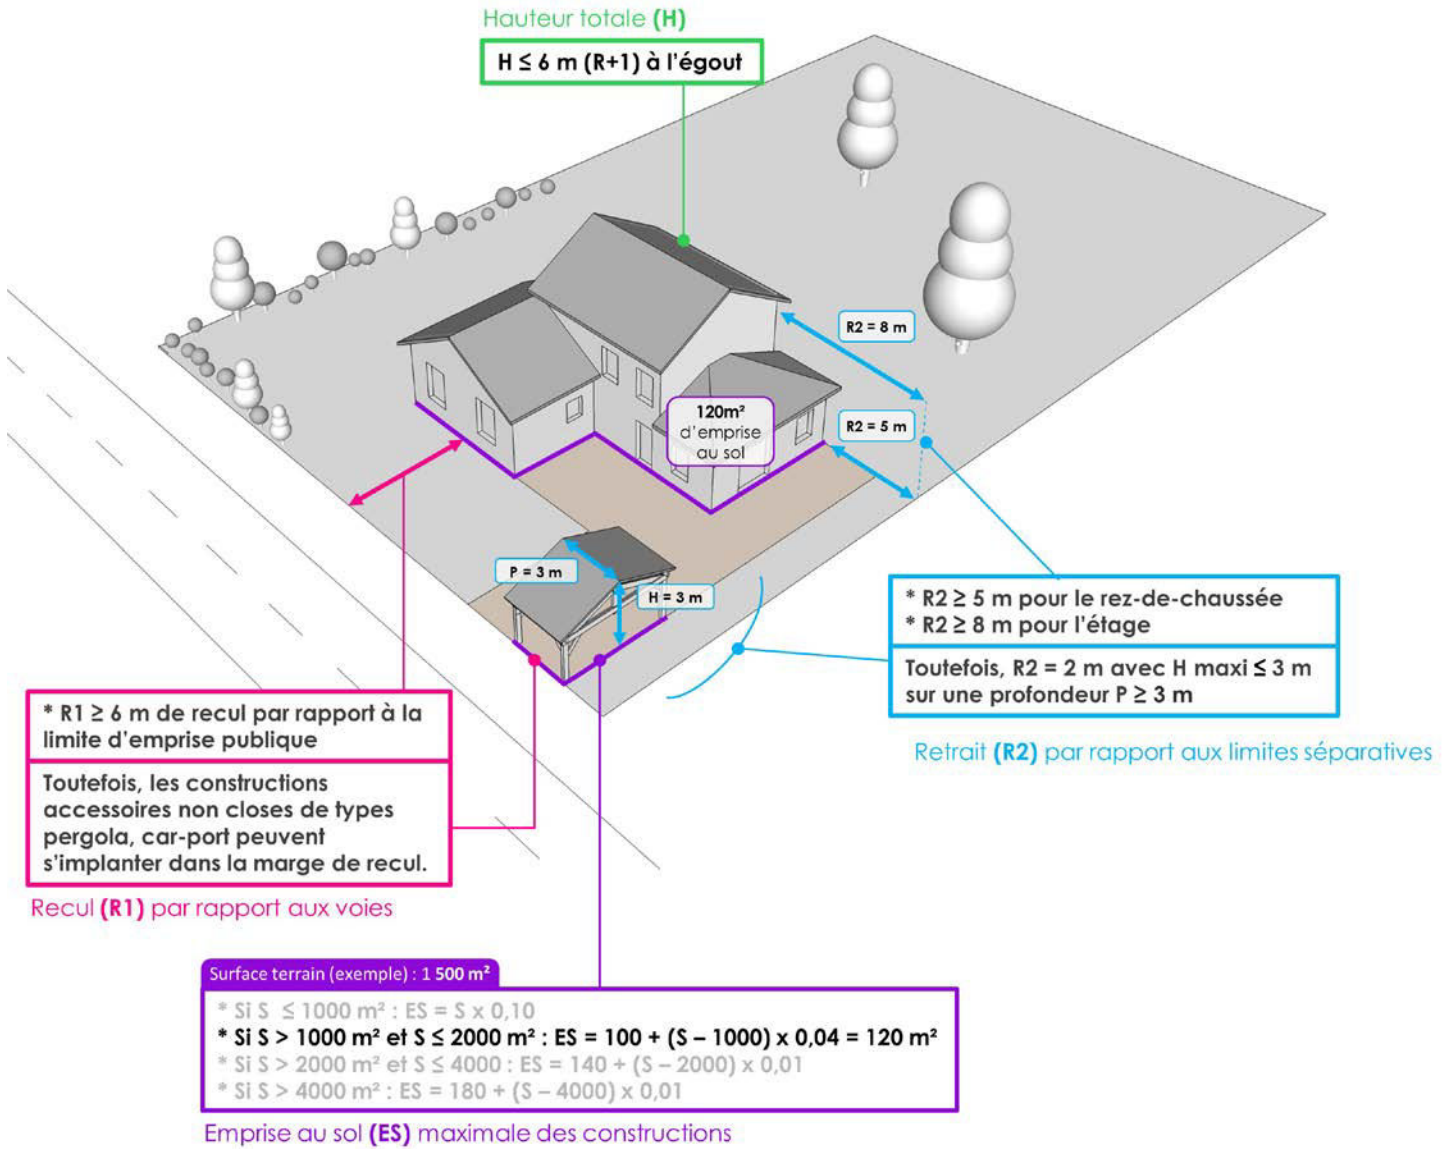 Hauteur totale (H)
H ≤ 6 m (R+1) à l'égout
R2 = 8 m
120m²
d'emprise
au sol
R2 = 5 m
P = 3 m
H = 3 m
* R2 ≥ 5 m pour le rez-de-chaussée
* R2 ≥ 8 m pour l'étage
Toutefois, R2 = 2 m avec H maxi ≤ 3 m
sur une profondeur P ≥ 3 m
Retrait (R2) par rapport aux limites séparatives
* R1 ≥ 6 m de recul par rapport à la
limite d'emprise publique
Toutefois, les constructions
accessoires non closes de types
pergola, car-port peuvent
s'implanter dans la marge de recul.
Recul (R1) par rapport aux voies
Surface terrain (exemple) : 1 500 m²
* Si S ≤ 1000 m² : ES = S x 0,10
* Si S > 1000 m² et S ≤ 2000 m² : ES = 100 + (S – 1000) x 0,04 = 120 m²
* Si S > 2000 m² et S ≤ 4000 : ES = 140 + (S – 2000) x 0,01
* Si S > 4000 m² : ES = 180 + (S – 4000) x 0,01
Emprise au sol (ES) maximale des constructions